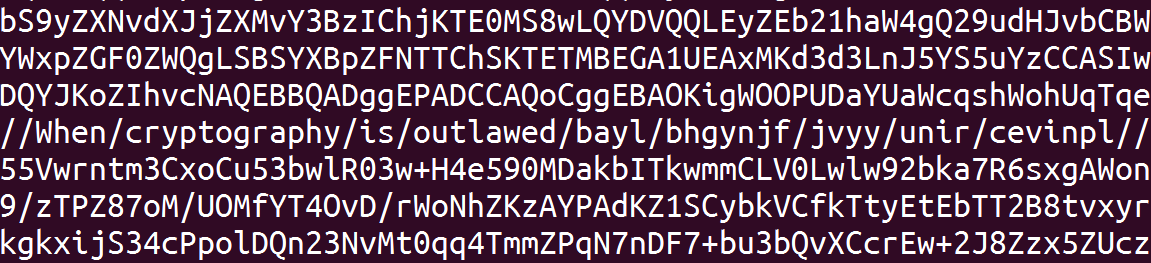 bS9yZXNvdXJjZXMvY3BzIChjKTE0MS8wLQYDVQQLEyZEb21haW4gQ29udHJvbCBW
YWxpZGF0ZWQgLSBSYXBpZFNTTChSKTETMBEGA1UEAxMKd3d3LnJ5YS5uYzCCASIw
DQYJKoZIhvcNAQEBBQADggEPADCCAQoCggEBAOKigWOOPUDaYUaWcqshWohUqTqe
//When/cryptography/is/outlawed/bayl/bhgynjf/jvyy/unir/cevinpl//
55Vwrntm3CxoCu53bwlR03w+H4e590MDakbITkwmmCLV0Lwlw92bka7R6sxgAWon
9/zTPZ87oM/UOMfYT4OvD/rWoNhZKzAYPAdKZ1SCybkVCfkTtyEtEbTT2B8tvxyr
kgkxijS34cPpolDQn23NvMt0qq4TmmZPqN7nDF7+bu3bQvXCcrEw+2J8Zzx5ZUcz